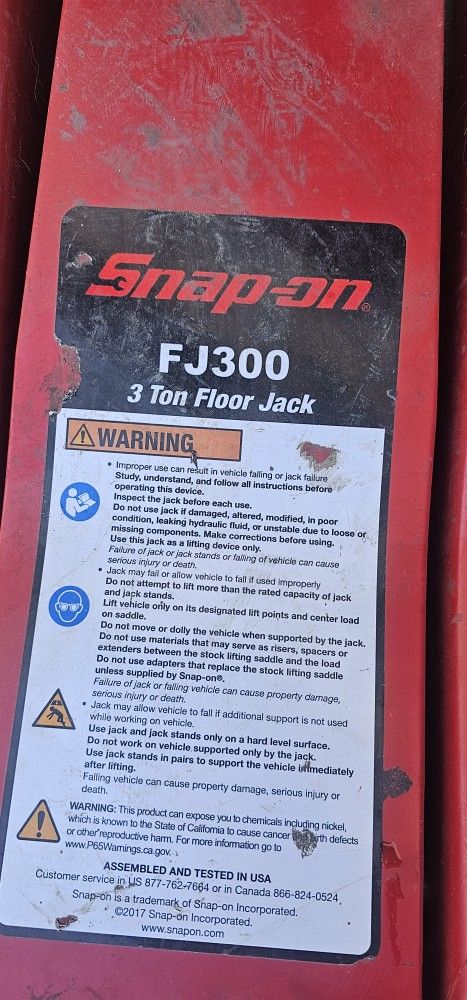 Snap-on®
FJ300
3 Ton Floor Jack
WARNING
• Improper use can result in vehicle falling or jack failure
Study, understand, and follow all instructions before
operating this device.
Inspect the jack before each use.
Do not use jack if damaged, altered, modified, in poor
condition, leaking hydraulic fluid, or unstable due to loose or
missing components. Make corrections before using.
Use this jack as a lifting device only.
Failure of jack or jack stands or falling of vehicle can cause
serious injury or death.
• Jack may fail or allow vehicle to fall if used improperly
Do not attempt to lift more than the rated capacity of jack
and jack stands.
Lift vehicle only on its designated lift points and center load
on saddle.
Do not move or dolly the vehicle when supported by the jack.
Do not use materials that may serve as risers, spacers or
extenders between the stock lifting saddle and the load
Do not use adapters that replace the stock lifting saddle
unless supplied by Snap-on®.
Failure of jack or falling vehicle can cause property damage,
serious injury or death.
• Jack may allow vehicle to fall if additional support is not used
while working on vehicle.
Use jack and jack stands only on a hard level surface.
Do not work on vehicle supported only by the jack.
Use jack stands in pairs to support the vehicle immediately
after lifting.
Falling vehicle can cause property damage, serious injury or
death.
WARNING: This product can expose you to chemicals including nickel,
which is known to the State of California to cause cancer birth defects
or other reproductive harm. For more information go to
www.P65Warnings.ca.gov.
ASSEMBLED AND TESTED IN USA
Customer service in US 877-762-7664 or in Canada 866-824-0524.
Snap-on is a trademark of Snap-on Incorporated.
©2017 Snap-on Incorporated.
www.snapon.com